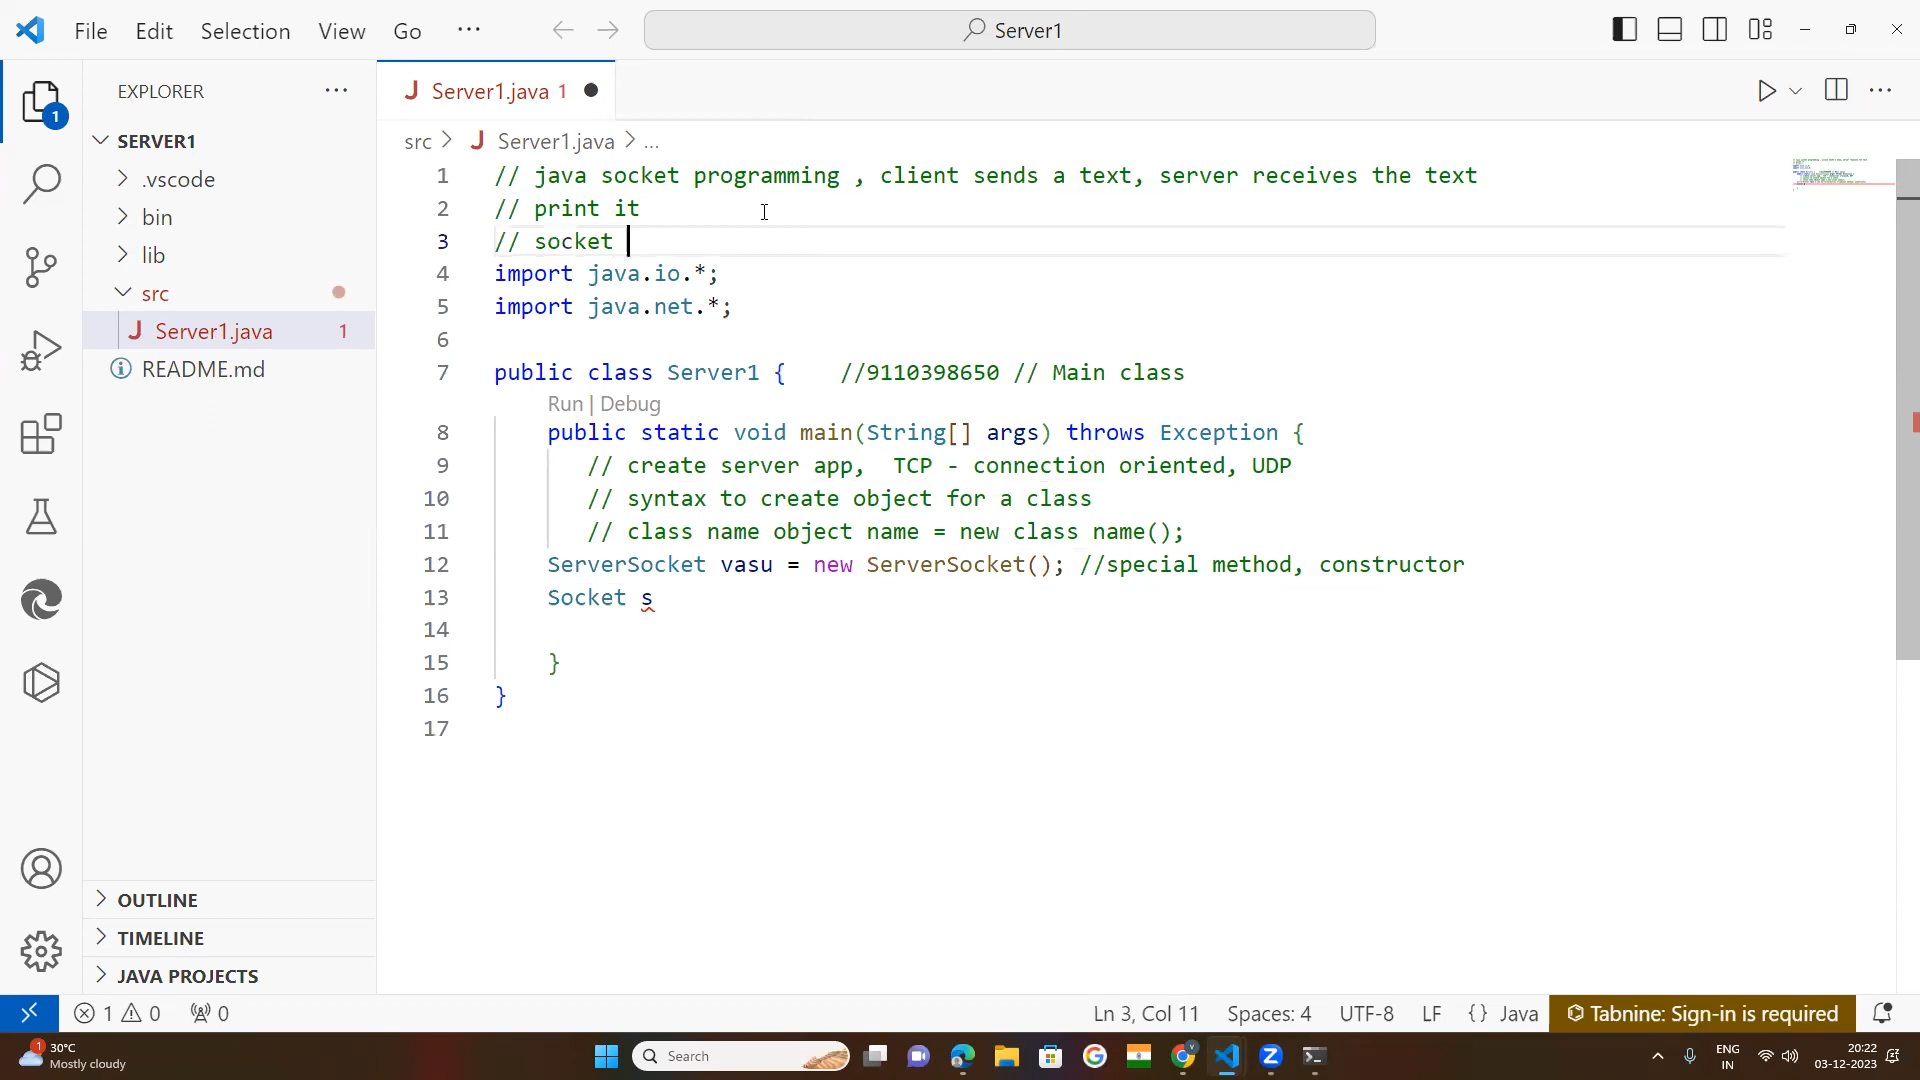 File Edit Selection View Go ... Server1
EXPLORER ...
Server1.java 1
1
SERVER1
.vscode
bin
lib
src
Server1.java 1
README.md
OUTLINE
TIMELINE
JAVA PROJECTS
src > Server1.java > ...
1 // java socket programming , client sends a text, server receives the text
2 // print it
3 // socket
4 import java.io.*;
5 import java.net.*;
6
7 public class Server1 { //9110398650 // Main class
Run | Debug
8 public static void main(String[] args) throws Exception {
9 // create server app, TCP - connection oriented, UDP
10 // syntax to create object for a class
11 // class name object name = new class name();
12 ServerSocket vasu = new ServerSocket(); //special method, constructor
13 Socket s
14
15 }
16 }
17
1 0 0 Ln 3, Col 11 Spaces: 4 UTF-8 LF {} Java Tabnine: Sign-in is required
1 30°C
Mostly cloudy
Search
ENG
IN
20:22
03-12-2023